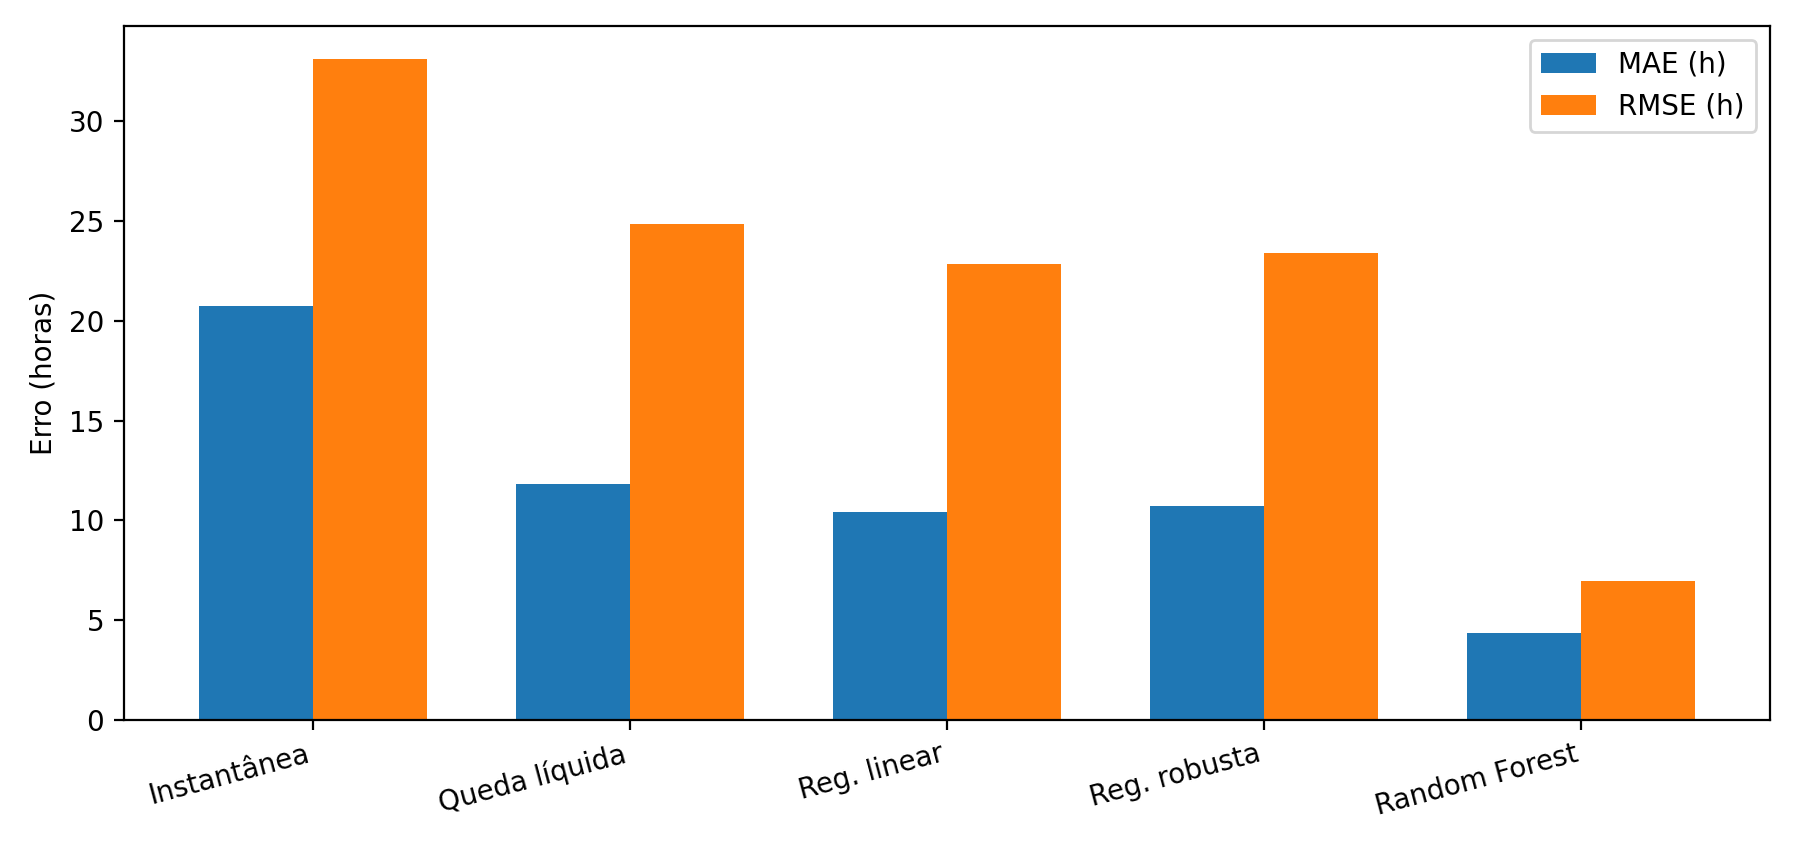 MAE (h)
RMSE (h)
Erro (horas)
30
25
20
15
10
5
0
Instantânea
Queda líquida
Reg. linear
Reg. robusta
Random Forest